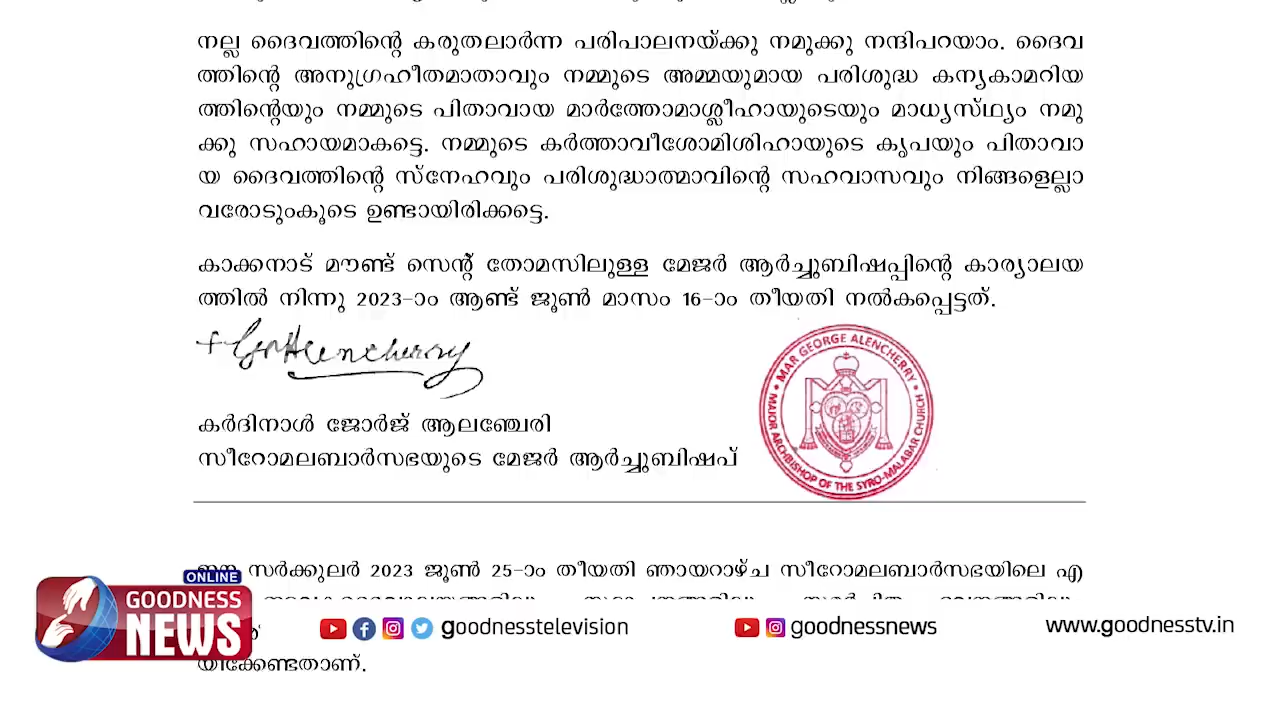 നല്ല ദൈവത്തിന്റെ കരുതലാർന്ന പരിപാലനയ്ക്കു നമുക്കു നന്ദിപറയാം. ദൈവ
ത്തിന്റെ അനുഗ്രഹീതമാതാവും നമ്മുടെ അമ്മയുമായ പരിശുദ്ധ കന്യകാമറിയ
ത്തിന്റെയും നമ്മുടെ പിതാവായ മാർത്തോമാശ്ലീഹായുടെയും മാധ്യസ്ഥ്യം നമു
ക്കു സഹായമാകട്ടെ. നമ്മുടെ കർത്താവീശോമിശിഹായുടെ കൃപയും പിതാവാ
യ ദൈവത്തിന്റെ സ്നേഹവും പരിശുദ്ധാത്മാവിന്റെ സഹവാസവും നിങ്ങളെല്ലാ
വരോടുംകൂടെ ഉണ്ടായിരിക്കട്ടെ.
കാക്കനാട് മൗണ്ട് സെന്റ് തോമസിലുള്ള മേജർ ആർച്ചുബിഷപ്പിന്റെ കാര്യാലയ
ത്തിൽ നിന്നു 2023-ാം ആണ്ട് ജൂൺ മാസം 16-ാം തീയതി നൽകപ്പെട്ടത്.
MAR GEORGE ALENCHERRY
MAJOR ARCHBISHOP OF THE SYRO-MALABAR CHURCH
കർദിനാൾ ജോർജ് ആലഞ്ചേരി
സീറോമലബാർസഭയുടെ മേജർ ആർച്ചുബിഷപ്
ഈ സർക്കുലർ 2023 ജൂൺ 25-ാം തീയതി ഞായറാഴ്ച സീറോമലബാർസഭയിലെ എ
ONLINE
GOODNESS
NEWS
goodnesstelevision
goodnessnews
www.goodnesstv.in
യിക്കേണ്ടതാണ്.